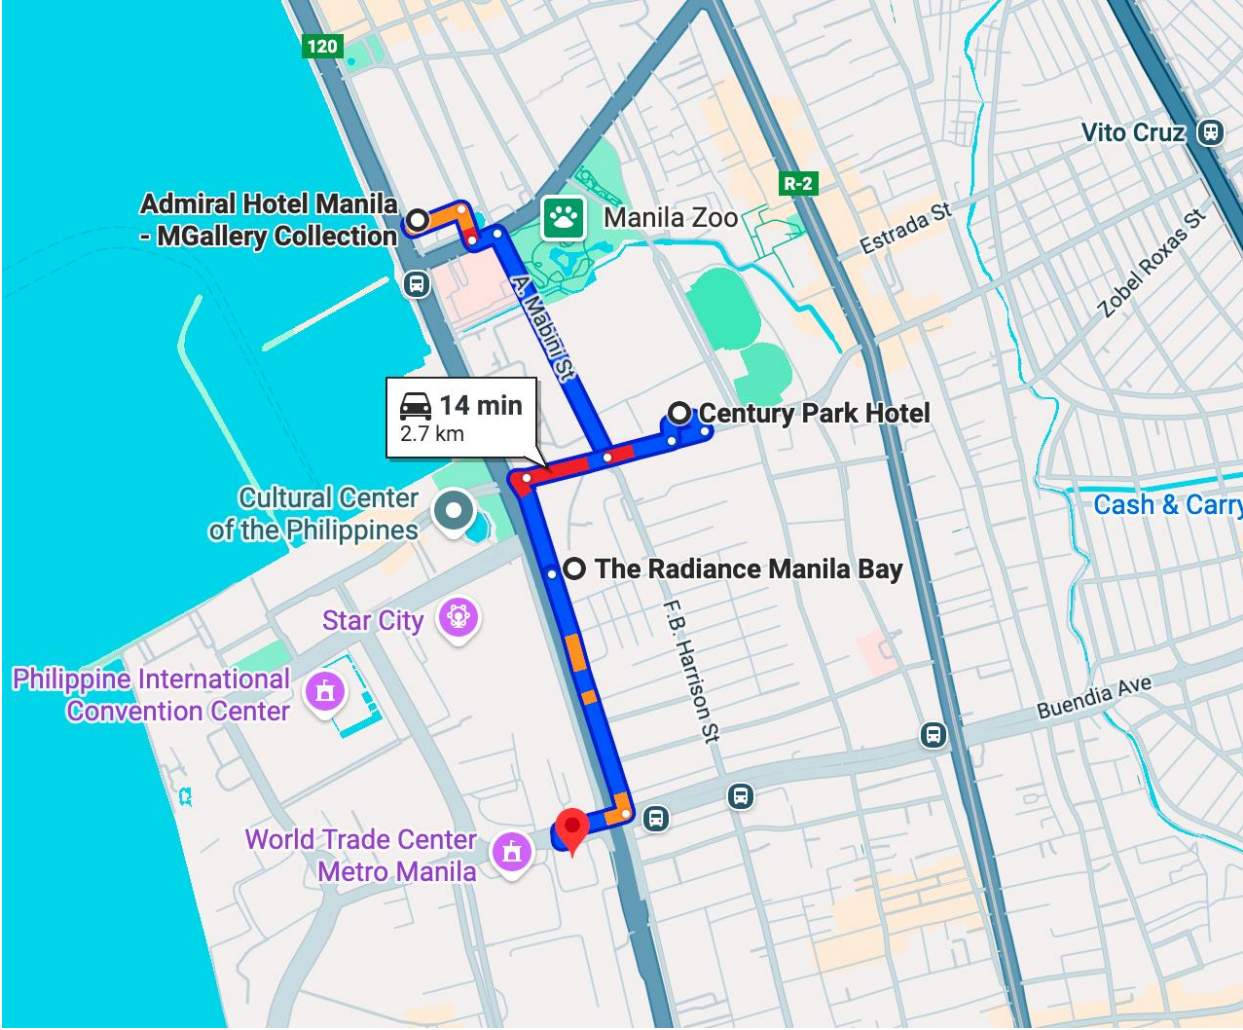 120
Vito Cruz
R-2
Admiral Hotel Manila
- MGallery Collection
Manila Zoo
Estrada St
Zobel Roxas St
A. Mabini St
14 min
2.7 km
Century Park Hotel
Cultural Center
of the Philippines
Cash & Carry
The Radiance Manila Bay
Star City
F.B. Harrison St
Philippine International
Convention Center
Buendia Ave
World Trade Center
Metro Manila